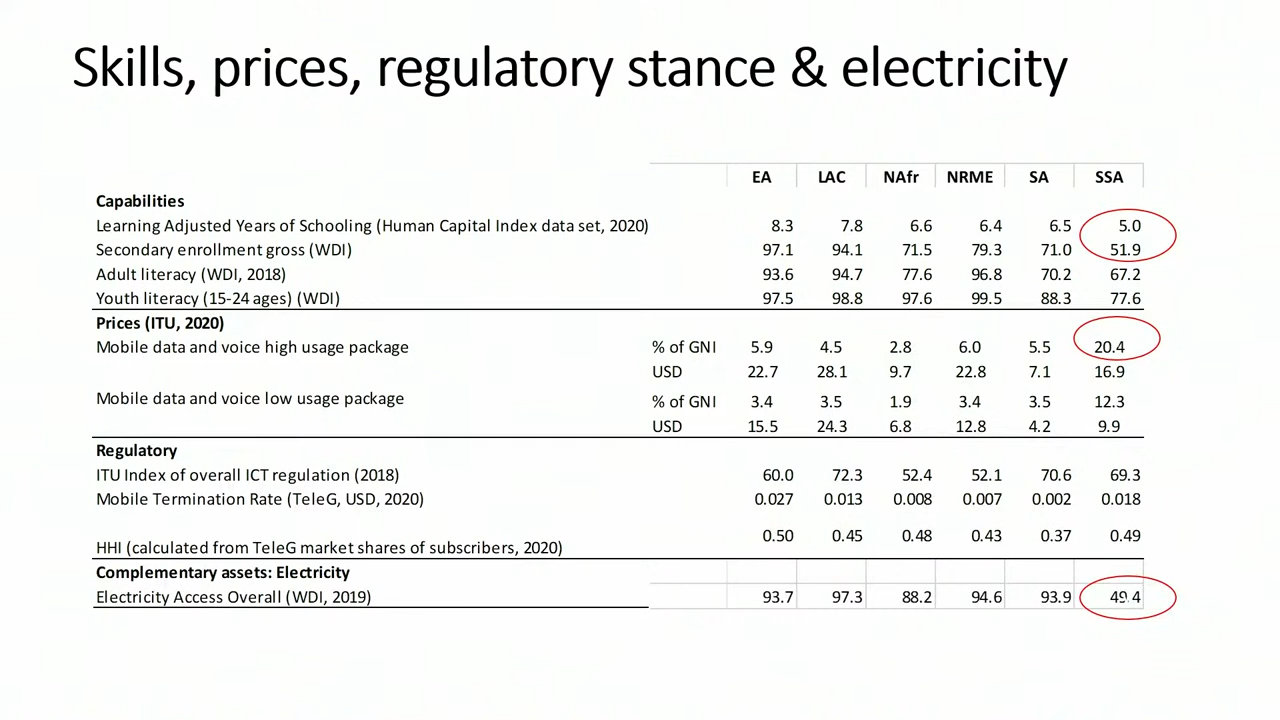 Skills, prices, regulatory stance & electricity
EA LAC NAfr NRME SA SSA
Capabilities
Learning Adjusted Years of Schooling (Human Capital Index data set, 2020) 8.3 7.8 6.6 6.4 6.5 5.0
Secondary enrollment gross (WDI) 97.1 94.1 71.5 79.3 71.0 51.9
Adult literacy (WDI, 2018) 93.6 94.7 77.6 96.8 70.2 67.2
Youth literacy (15-24 ages) (WDI) 97.5 98.8 97.6 99.5 88.3 77.6
Prices (ITU, 2020)
Mobile data and voice high usage package % of GNI 5.9 4.5 2.8 6.0 5.5 20.4
USD 22.7 28.1 9.7 22.8 7.1 16.9
Mobile data and voice low usage package % of GNI 3.4 3.5 1.9 3.4 3.5 12.3
USD 15.5 24.3 6.8 12.8 4.2 9.9
Regulatory
ITU Index of overall ICT regulation (2018) 60.0 72.3 52.4 52.1 70.6 69.3
Mobile Termination Rate (TeleG, USD, 2020) 0.027 0.013 0.008 0.007 0.002 0.018
HHI (calculated from TeleG market shares of subscribers, 2020) 0.50 0.45 0.48 0.43 0.37 0.49
Complementary assets: Electricity
Electricity Access Overall (WDI, 2019) 93.7 97.3 88.2 94.6 93.9 49.4